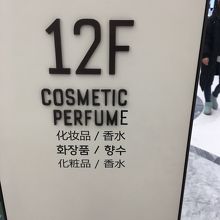 12F
COSMETIC
PERFUME
化妆品 / 香水
화장품 / 향수
化粧品 / 香水